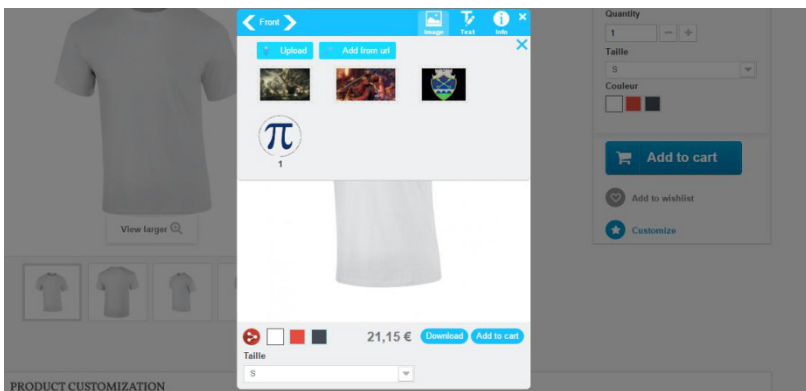 Front
Image
Text
Info
×
Upload
Add from url
π
1
View larger
21,15 €
Download
Add to cart
Taille
S
Quantity
1
Taille
S
Couleur
Add to cart
Add to wishlist
Customize
PRODUCT CUSTOMIZATION